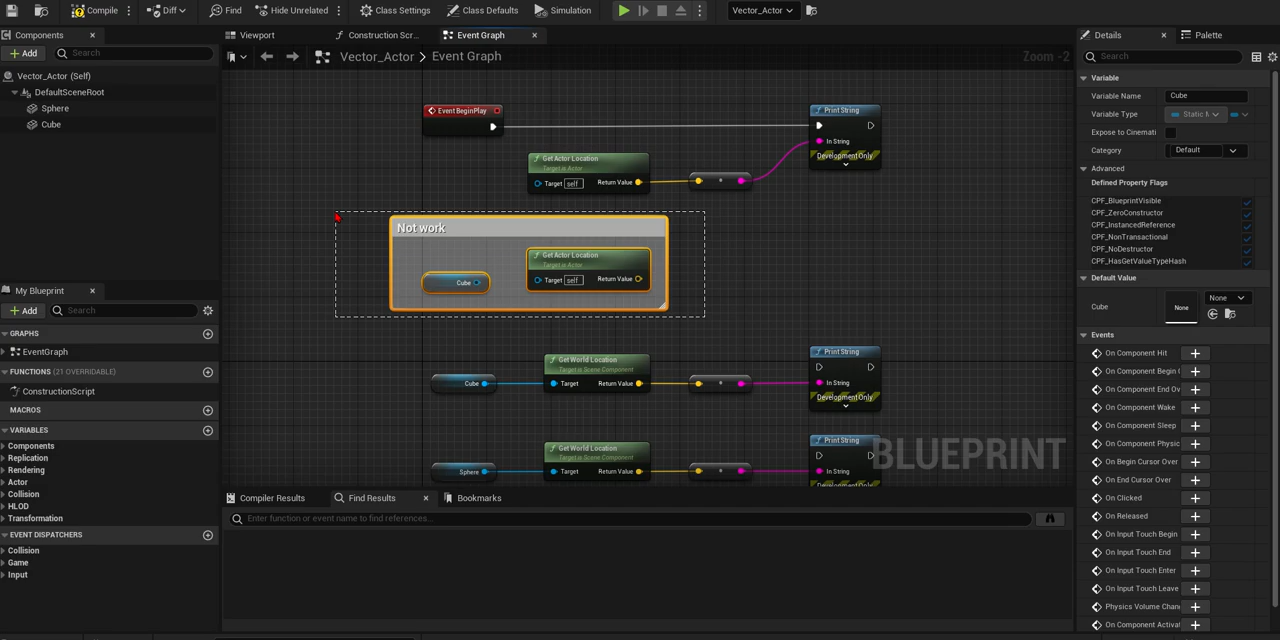 Compile
Diff
Find
Hide Unrelated
Class Settings
Class Defaults
Simulation
Vector_Actor
Components
Viewport
Construction Scr...
Event Graph
Details
Palette
Add
Search
Vector_Actor
Event Graph
Zoom -2
Search
Vector_Actor (Self)
DefaultSceneRoot
Sphere
Cube
Variable
Variable Name
Cube
Variable Type
Static M
Expose to Cinemati
Category
Default
Advanced
Defined Property Flags
CPF_BlueprintVisible
CPF_ZeroConstructor
CPF_InstancedReference
CPF_NonTransactional
CPF_NoDestructor
CPF_HasGetValueTypeHash
Default Value
Cube
None
None
Events
On Component Hit
On Component Begin
On Component End Ov
On Component Wake
On Component Sleep
On Component Physic
On Begin Cursor Over
On End Cursor Over
On Clicked
On Released
On Input Touch Begin
On Input Touch End
On Input Touch Enter
On Input Touch Leave
Physics Volume Chan
On Component Activa
Event BeginPlay
Print String
In String
Development Only
Get Actor Location
Target is Actor
Target
self
Return Value
Not work
Get Actor Location
Target is Actor
Cube
Target
self
Return Value
Get World Location
Target is Scene Component
Cube
Target
Return Value
Print String
In String
Development Only
Get World Location
Target is Scene Component
Sphere
Target
Return Value
Print String
In String
Development Only
BLUEPRINT
My Blueprint
Add
Search
GRAPHS
EventGraph
FUNCTIONS (21 OVERRIDABLE)
ConstructionScript
MACROS
VARIABLES
Components
Replication
Rendering
Actor
Collision
HLOD
Transformation
EVENT DISPATCHERS
Collision
Game
Input
Compiler Results
Find Results
Bookmarks
Enter function or event name to find references...